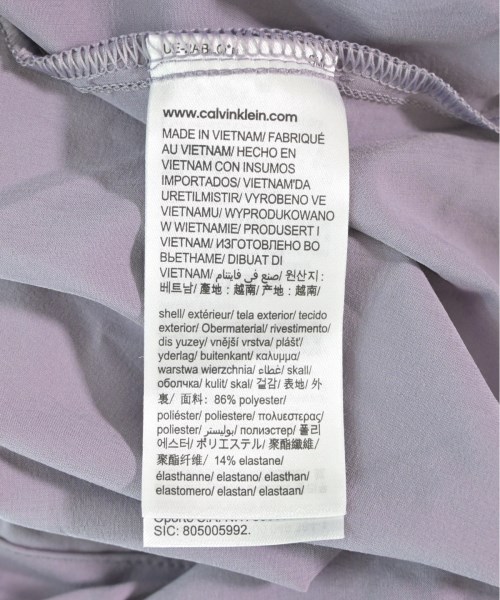 www.calvinklein.com
MADE IN VIETNAM/ FABRIQUÉ
AU VIETNAM/ HECHO EN
VIETNAM CON INSUMOS
IMPORTADOS/ VIETNAM'DA
URETILMISTIR/ VYROBENO VE
VIETNAMU/ WYPRODUKOWANO
W WIETNAMIE/ PRODUSERT I
VIETNAM/ ИЗГОТОВЛЕНО ВО
ВЬЕТНАМЕ/ DIBUAT DI
VIETNAM/ صنع في فايتنام/ 원산지 :
베트남/ 產地 : 越南/ 产地 : 越南/
shell/ extérieur/ tela exterior/ tecido
exterior/ Obermaterial/ rivestimento/
dis yuzey/ vnější vrstva/ plášť/
yderlag/ buitenkant/ καλυμμα/
warstwa wierzchnia/ غطاء/ skall/
оболочка/ kulit/ skal/ 겉감/ 表地/ 外
裏/ 面料: 86% polyester/
poliéster/ poliestere/ πολυεστερας/
poliester/ بوليستر/ полиэстер/ 폴리
에스터/ ポリエステル/ 聚酯纖維/
聚酯纤维/ 14% elastane/
élasthanne/ elastano/ elasthan/
elastomero/ elastan/ elastaan/
SIC: 805005992.